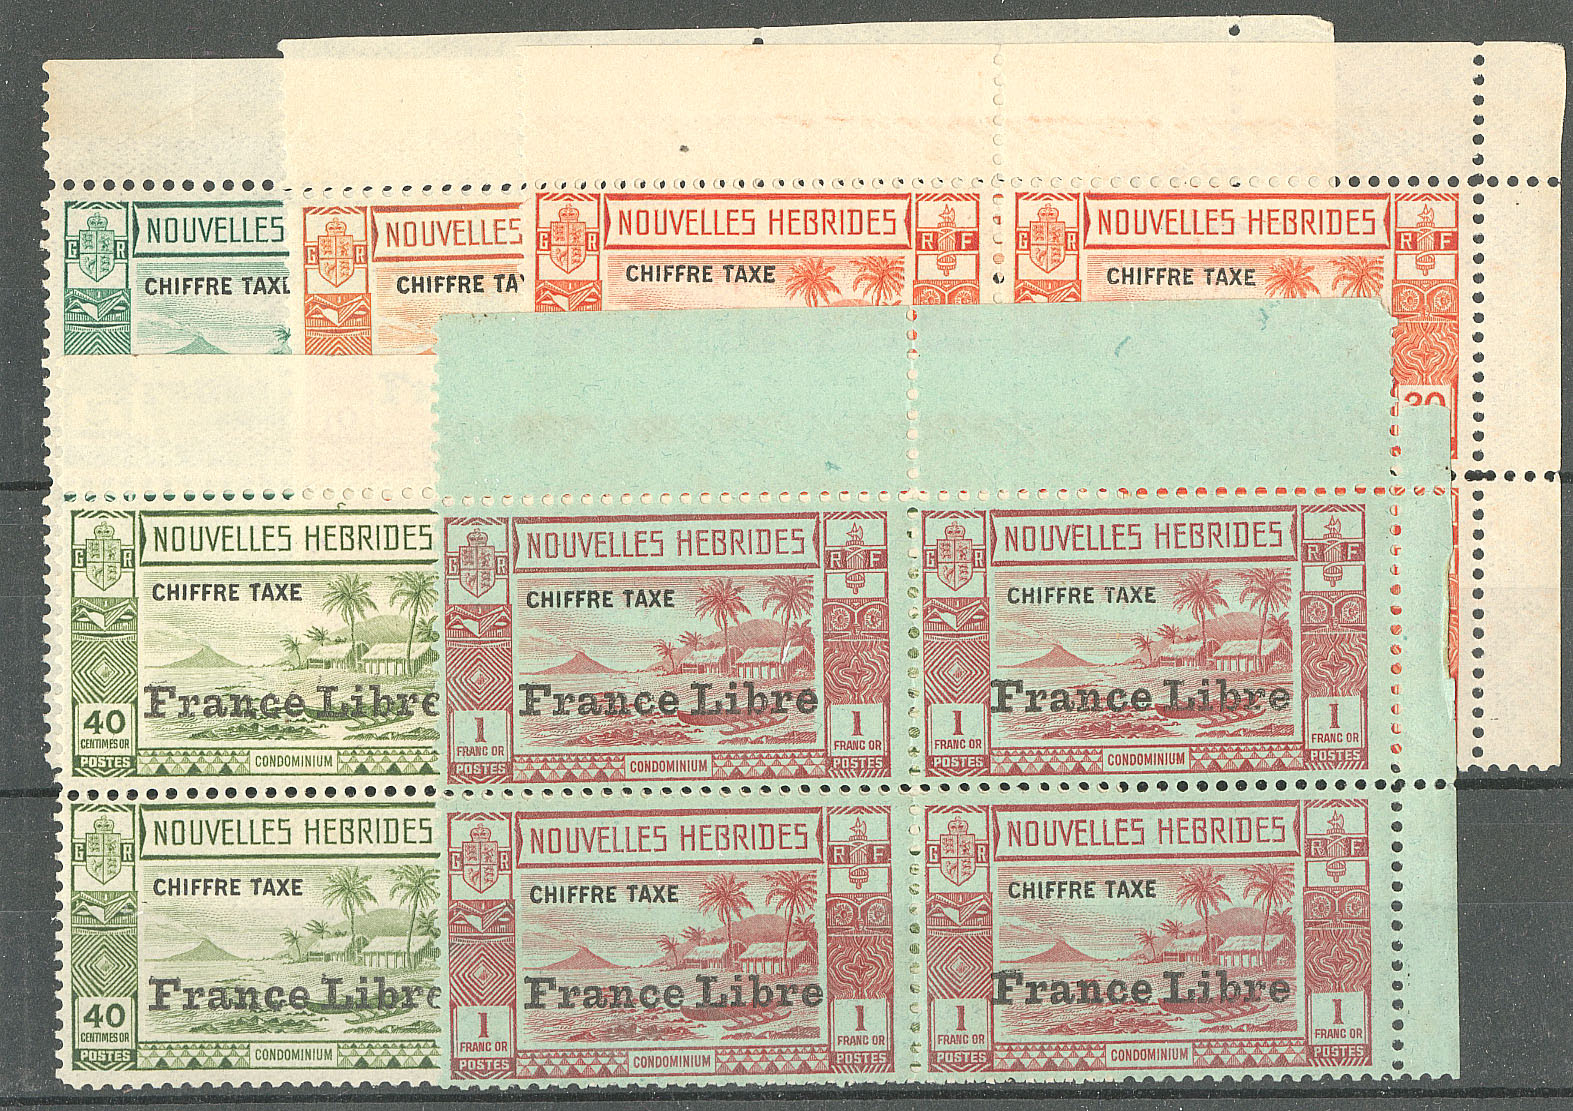 NOUVELLES
G R
CHIFFRE TAX
NOUVELLES
G R
CHIFFRE TA
NOUVELLES HEBRIDES
G R
R F
CHIFFRE TAXE
NOUVELLES HEBRIDES
G R
R F
CHIFFRE TAXE
NOUVELLES HEBRIDES
G R
CHIFFRE TAXE
France Libre
40
CENTIMES OR
POSTES
CONDOMINIUM
NOUVELLES HEBRIDES
G R
R F
CHIFFRE TAXE
France Libre
1
FRANC OR
POSTES
CONDOMINIUM
1
FRANC OR
POSTES
NOUVELLES HEBRIDES
G R
R F
CHIFFRE TAXE
France Libre
1
FRANC OR
POSTES
CONDOMINIUM
1
FRANC OR
POSTES
NOUVELLES HEBRIDES
G R
CHIFFRE TAXE
France Libre
40
CENTIMES OR
POSTES
CONDOMINIUM
NOUVELLES HEBRIDES
G R
R F
CHIFFRE TAXE
France Libre
1
FRANC OR
POSTES
CONDOMINIUM
1
FRANC OR
POSTES
NOUVELLES HEBRIDES
G R
R F
CHIFFRE TAXE
France Libre
1
FRANC OR
POSTES
CONDOMINIUM
1
FRANC OR
POSTES